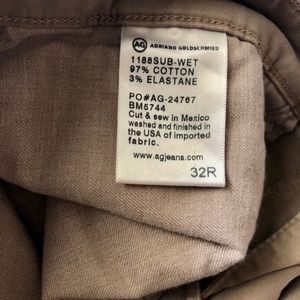 AG ADRIANO GOLDSCHMIED
1188SUB-WET
97% COTTON
3% ELASTANE
PO#AG-24767
BM5744
Cut & sew in Mexico
washed and finished in
the USA of imported
fabric.
www.agjeans.com
32R